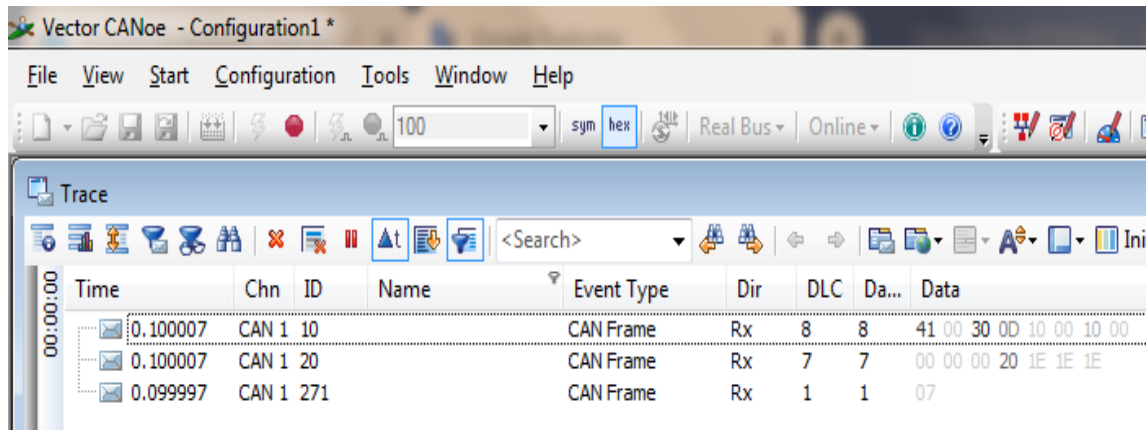 Vector CANoe - Configuration1 *
File View Start Configuration Tools Window Help
100 sym hex Real Bus Online
Trace
Δt <Search> Ini
00:00:00
Time Chn ID Name Event Type Dir DLC Da... Data
0.100007 CAN 1 10 CAN Frame Rx 8 8 41 00 30 0D 10 00 10 00
0.100007 CAN 1 20 CAN Frame Rx 7 7 00 00 00 20 1E 1E 1E
0.099997 CAN 1 271 CAN Frame Rx 1 1 07